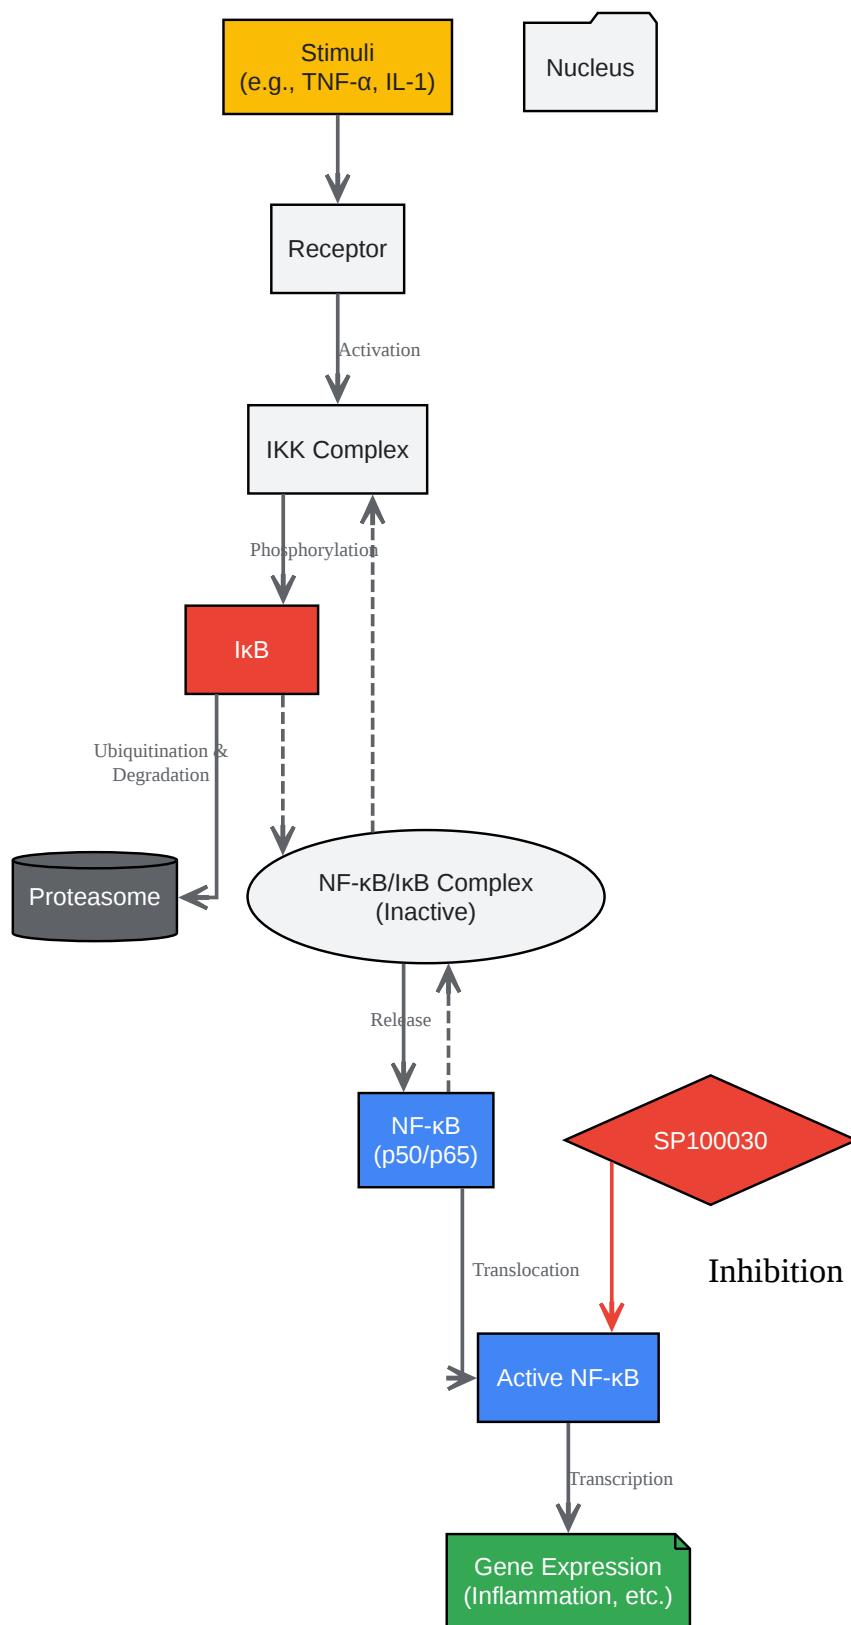 Stimuli
(e.g., TNF-α, IL-1)
Nucleus
Receptor
Activation
IKK Complex
Phosphorylation
IκB
Ubiquitination &
Degradation
Proteasome
NF-κB/IκB Complex
(Inactive)
Release
NF-κB
(p50/p65)
SP100030
Translocation
Inhibition
Active NF-κB
Transcription
Gene Expression
(Inflammation, etc.)